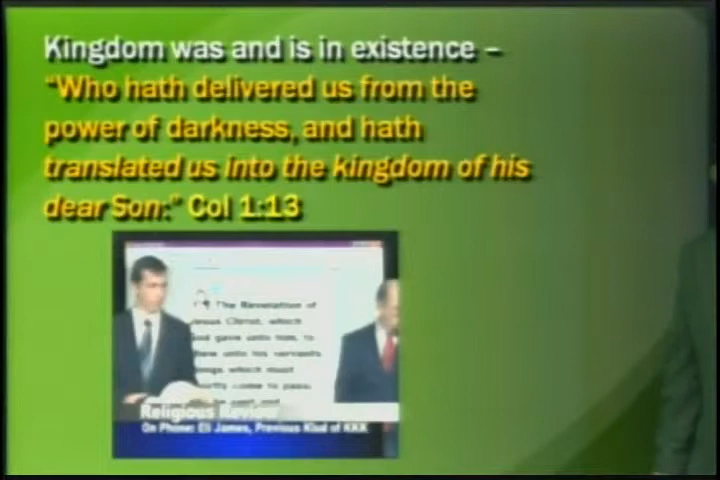 Kingdom was and is in existence –
“Who hath delivered us from the
power of darkness, and hath
translated us into the kingdom of his
dear Son:” Col 1:13
The Revelation of
Jesus Christ, which
God gave unto him, to
unto his servants
things which must
shortly come to pass
Religious Review
On Phone: Eli James, Previous Klud of KKK